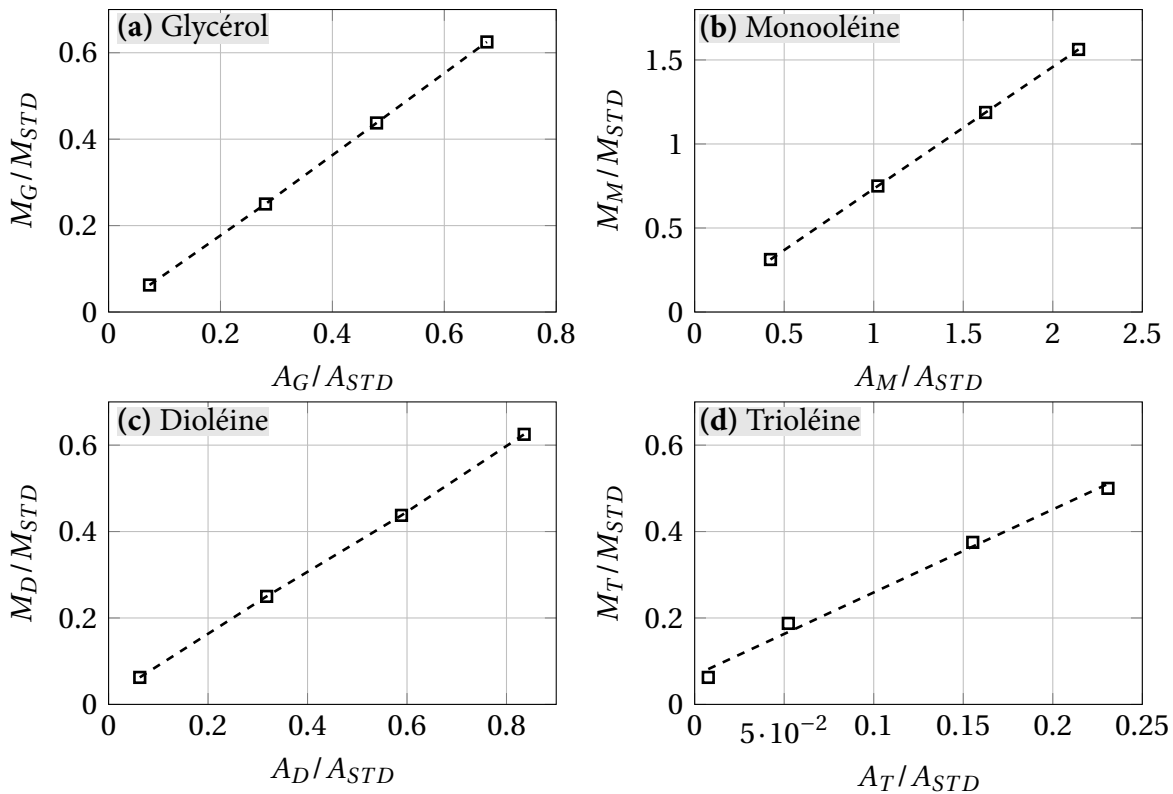 (a) Glycérol
0
0.2
0.4
0.6
M_G/M_STD
0 0.2 0.4 0.6 0.8
A_G/A_STD
(b) Monooléine
0
0.5
1
1.5
M_M/M_STD
0.5 1 1.5 2 2.5
A_M/A_STD
(c) Dioléine
0
0.2
0.4
0.6
M_D/M_STD
0 0.2 0.4 0.6 0.8
A_D/A_STD
(d) Trioléine
0
0.2
0.4
0.6
M_T/M_STD
0 5·10⁻² 0.1 0.15 0.2 0.25
A_T/A_STD